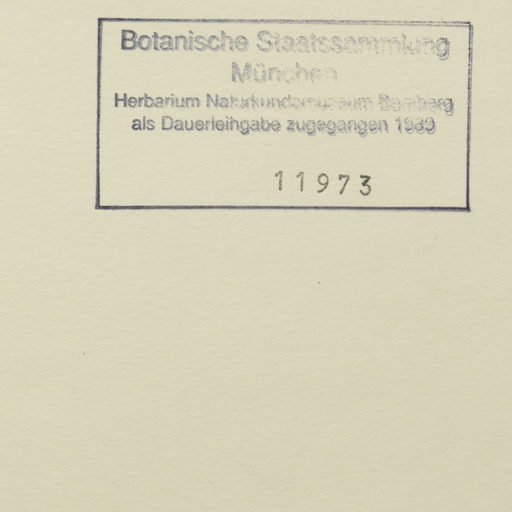 Botanische Staatssammlung
München
Herbarium Naturkundemuseum Bamberg
als Dauerleihgabe zugegangen 1989
11973